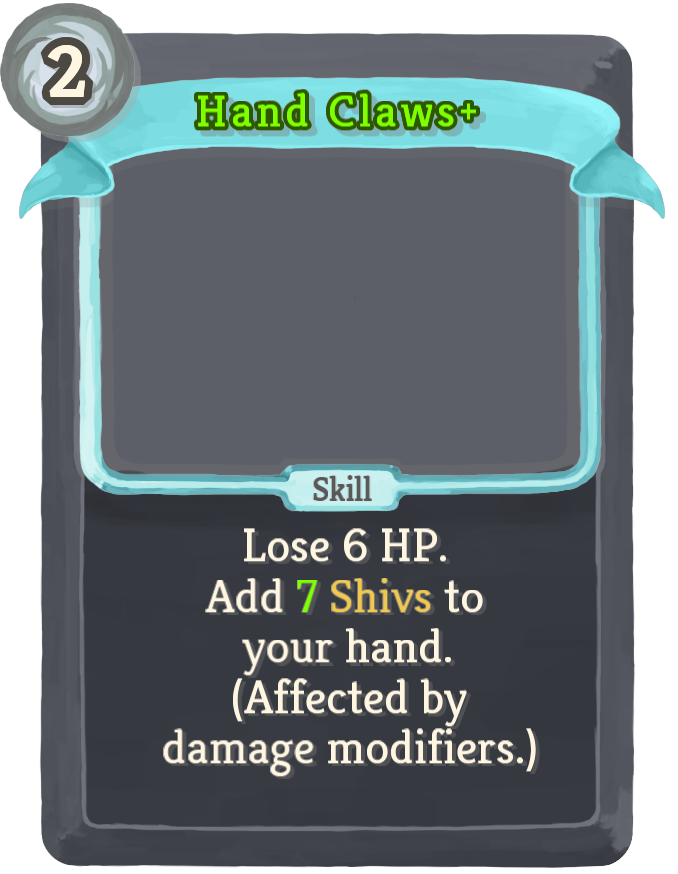 2
Hand Claws+
Skill
Lose 6 HP.
Add 7 Shivs to
your hand.
(Affected by
damage modifiers.)